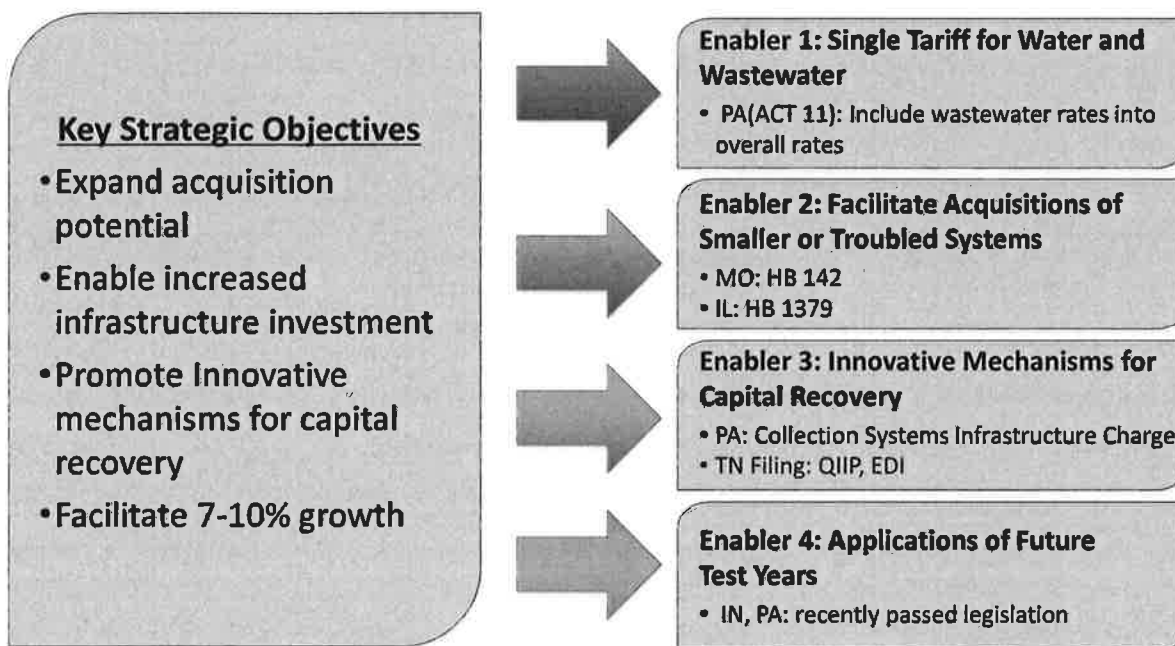 Key Strategic Objectives
•Expand acquisition
potential
•Enable increased
infrastructure investment
•Promote Innovative
mechanisms for capital
recovery
•Facilitate 7-10% growth
Enabler 1: Single Tariff for Water and
Wastewater
• PA(ACT 11): Include wastewater rates into
overall rates
Enabler 2: Facilitate Acquisitions of
Smaller or Troubled Systems
• MO: HB 142
• IL: HB 1379
Enabler 3: Innovative Mechanisms for
Capital Recovery
• PA: Collection Systems Infrastructure Charge
• TN Filing: QIIP, EDI
Enabler 4: Applications of Future
Test Years
• IN, PA: recently passed legislation